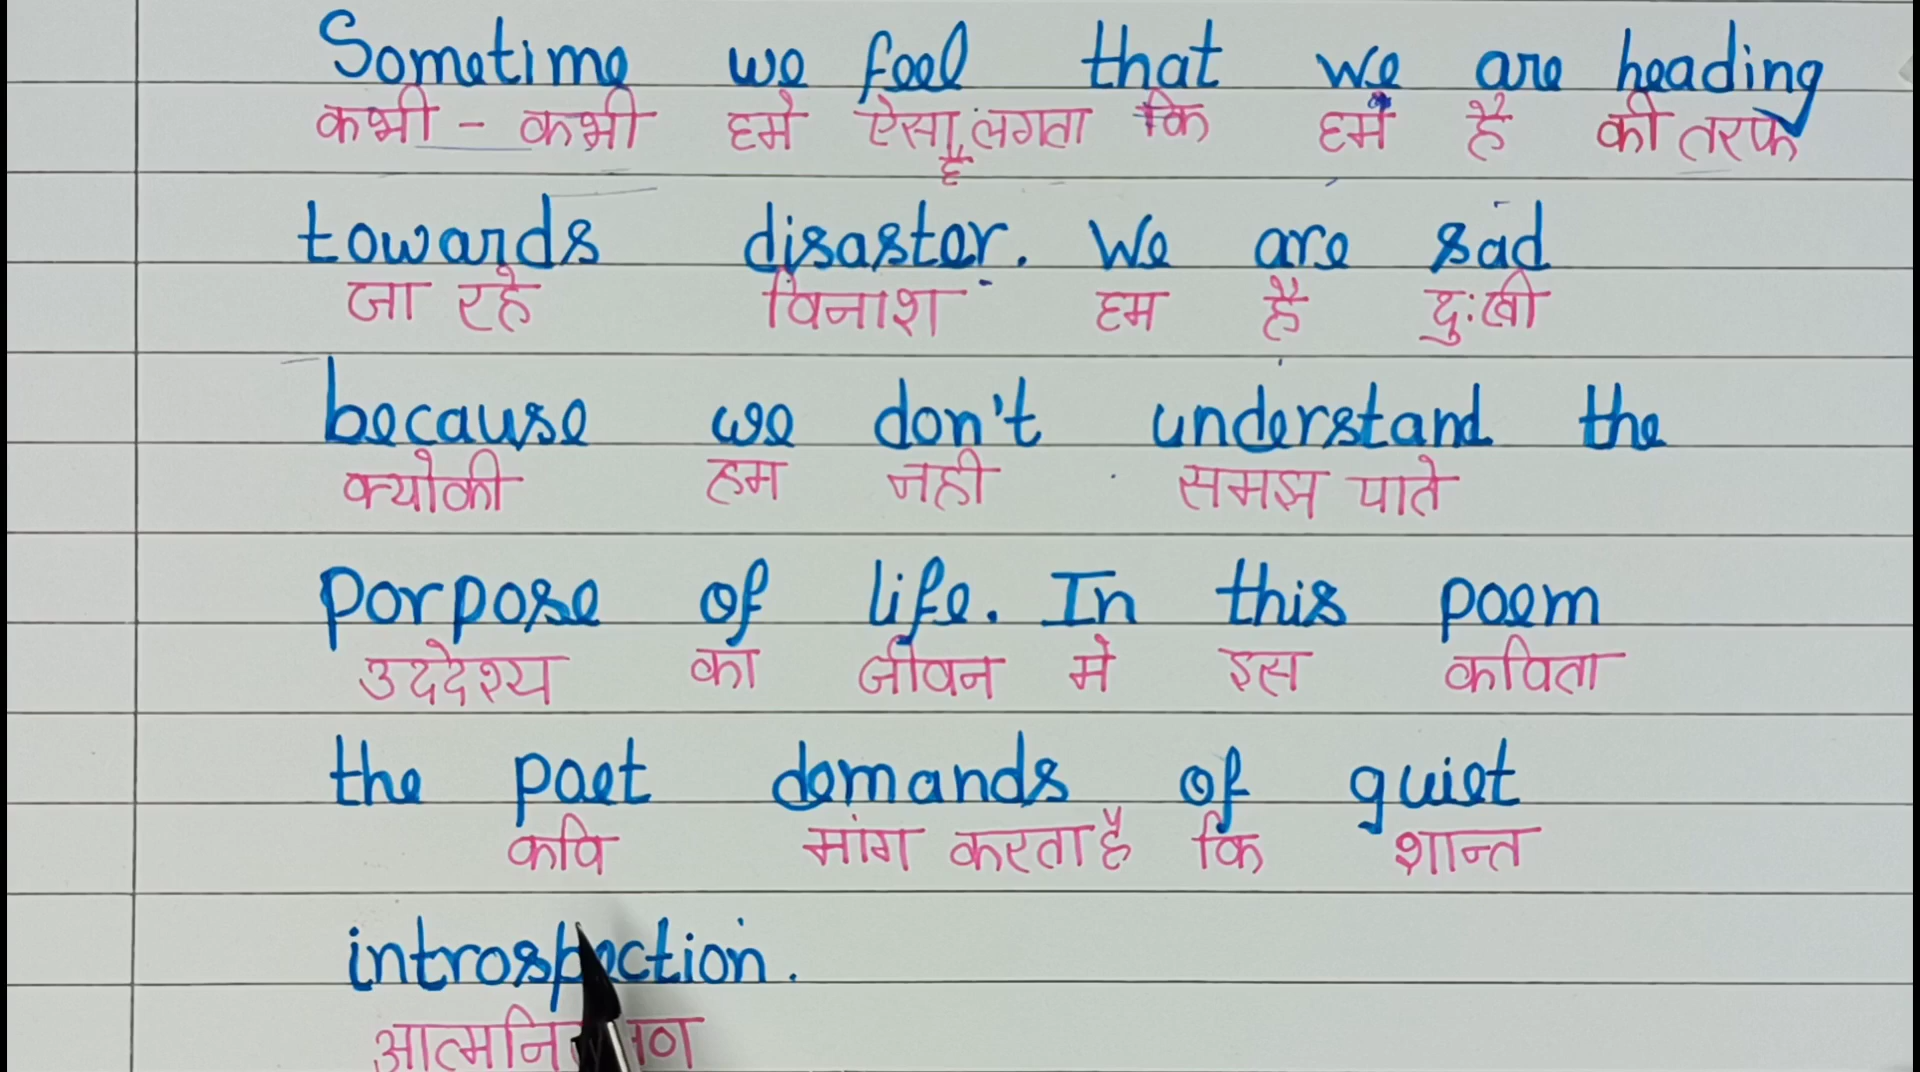 Sometime we feel that we are heading
कभी - कभी हमे ऐसा लगता कि हमें है की तरफ
है
towards disaster. We are sad
जा रहे विनाश हम है दुःखी
because we don't understand the
क्योकी हम नही समझ पाते
porpose of life. In this poem
उददेश्य का जीवन मे इस कविता
the poet demands of quiet
कवि मांग करता है कि शान्त
introspection.